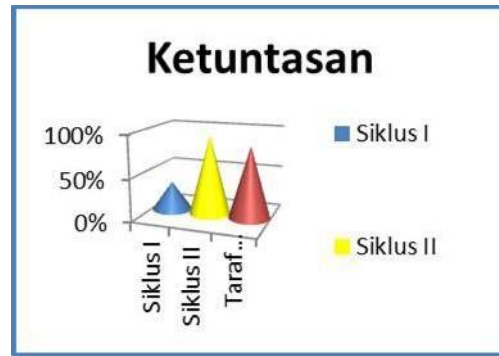 Ketuntasan
100%
50%
0%
Siklus I
Siklus II
Taraf...
Siklus I
Siklus II